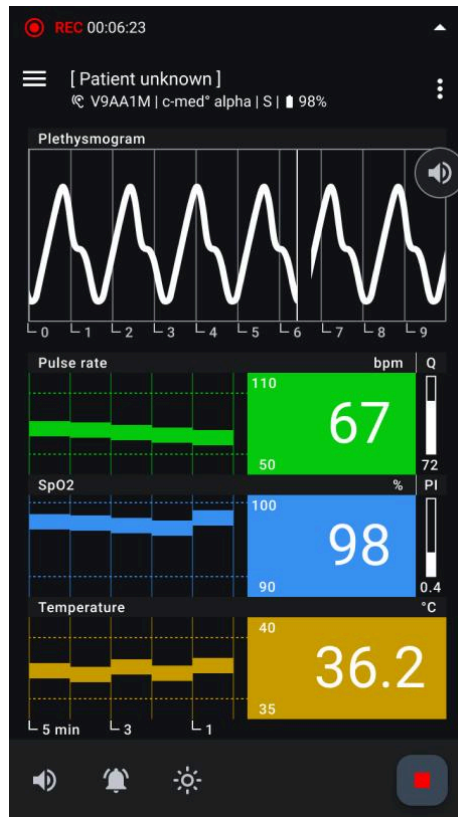 REC 00:06:23
[ Patient unknown ]
V9AA1M | c-med° alpha | S | 98%
Plethysmogram
0 1 2 3 4 5 6 7 8 9
Pulse rate bpm Q
110
67
50
72
SpO2 % PI
100
98
90
0.4
Temperature °C
40
36.2
35
5 min 3 1